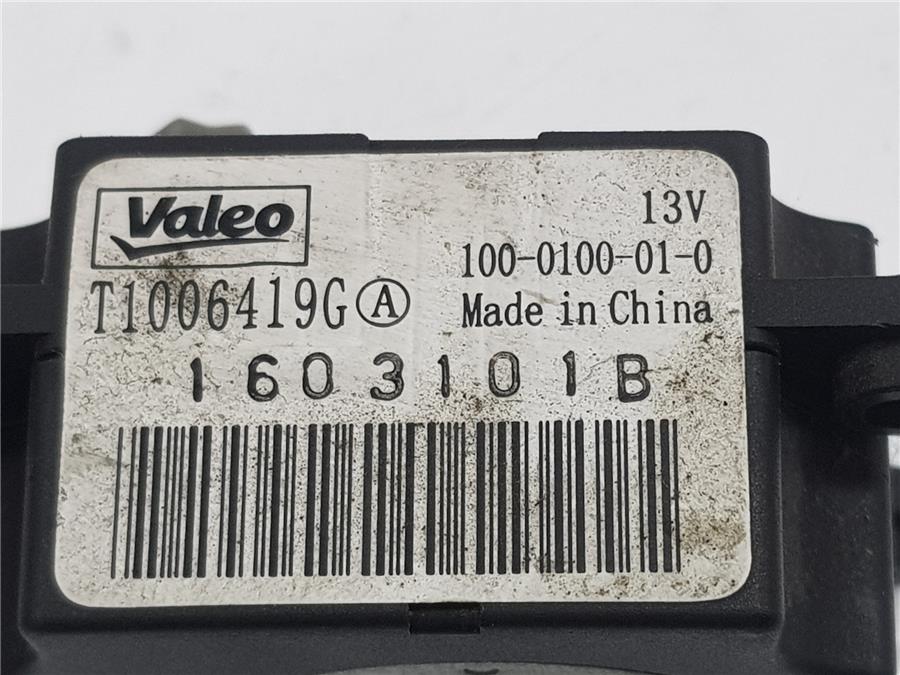 Valeo
13V
100-0100-01-0
T1006419G Ⓐ
Made in China
1603101B